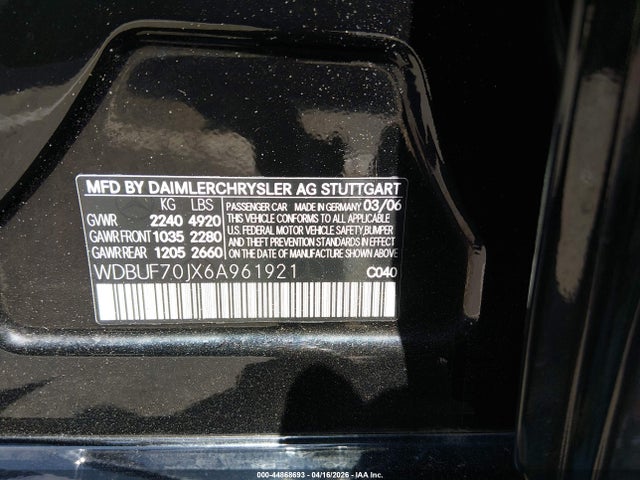 MFD BY DAIMLERCHRYSLER AG STUTTGART
KG LBS
GVWR 2240 4920
GAWR FRONT 1035 2280
GAWR REAR 1205 2660
PASSENGER CAR MADE IN GERMANY 03/06
THIS VEHICLE CONFORMS TO ALL APPLICABLE
U.S. FEDERAL MOTOR VEHICLE SAFETY, BUMPER
AND THEFT PREVENTION STANDARDS IN EFFECT
ON THE DATE OF MANUFACTURE SHOWN ABOVE
WDBUF70JX6A961921 C040
000-44868693 - 04/16/2026 - IAA Inc.